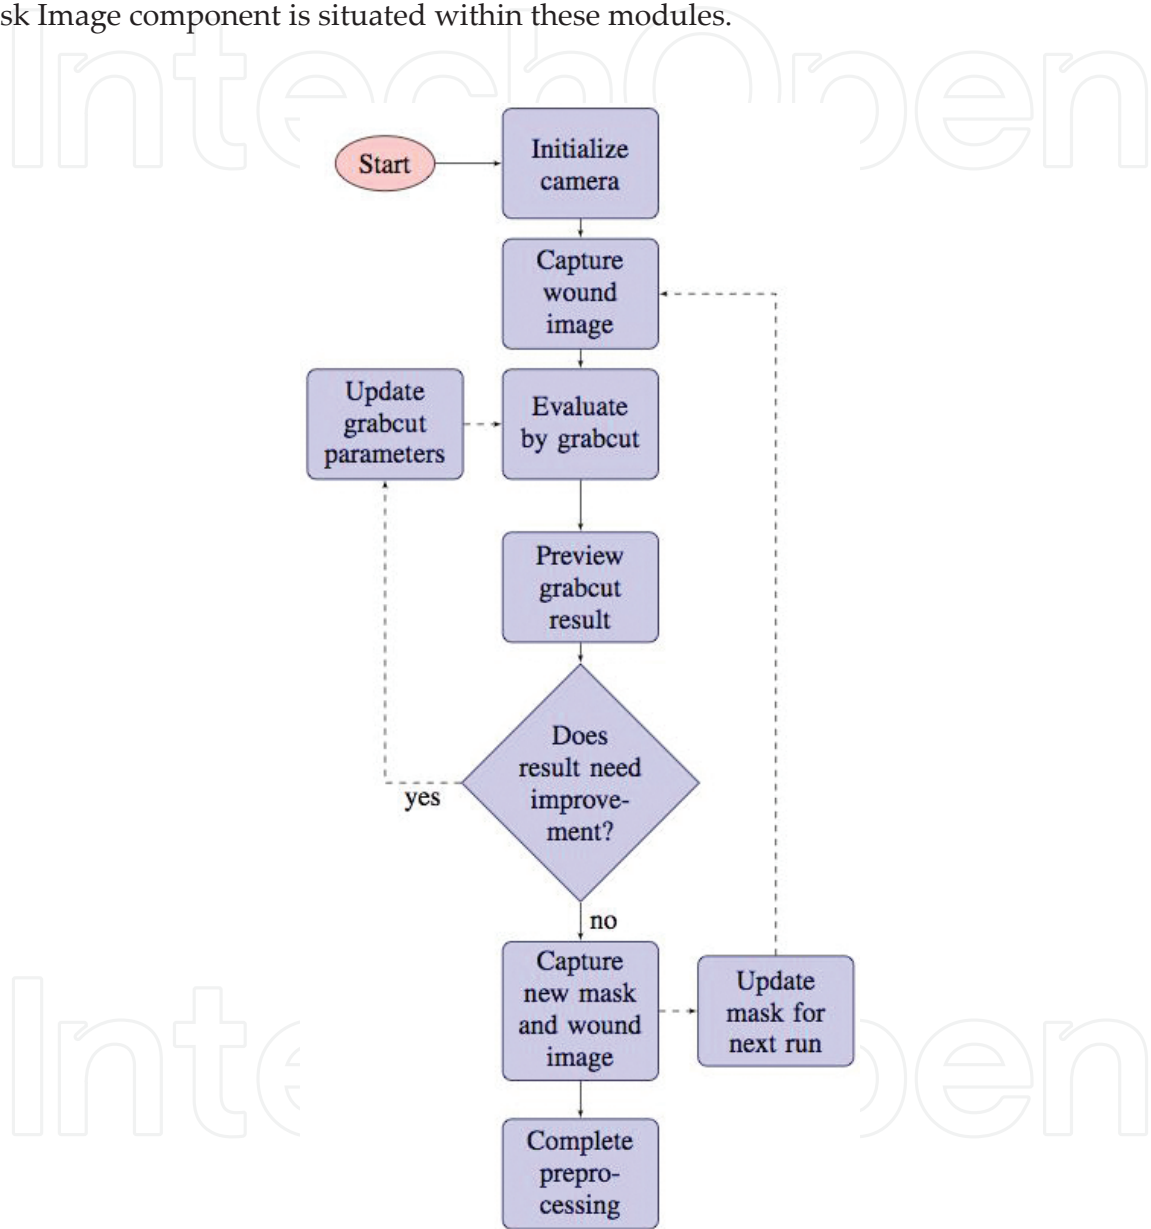 sk Image component is situated within these modules.
IntechOpen
Start
Initialize
camera
Capture
wound
image
Update
grabcut
parameters
Evaluate
by grabcut
Preview
grabcut
result
Does
result need
improve-
ment?
yes
no
Capture
new mask
and wound
image
Update
mask for
next run
IntechOpen
Complete
prepro-
cessing